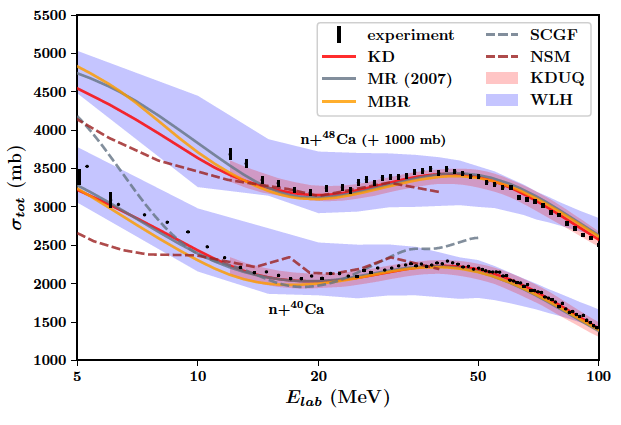 5500
5000
4500
4000
3500
3000
2500
2000
1500
1000
σtot (mb)
experiment
KD
MR (2007)
MBR
SCGF
NSM
KDUQ
WLH
n+⁴⁸Ca (+ 1000 mb)
n+⁴⁰Ca
5 10 20 50 100
Elab (MeV)